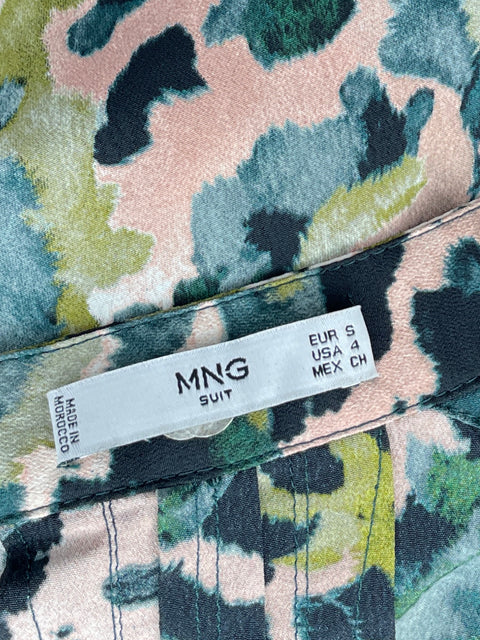 MNG
SUIT
EUR S
USA 4
MEX CH
MADE IN
MOROCCO